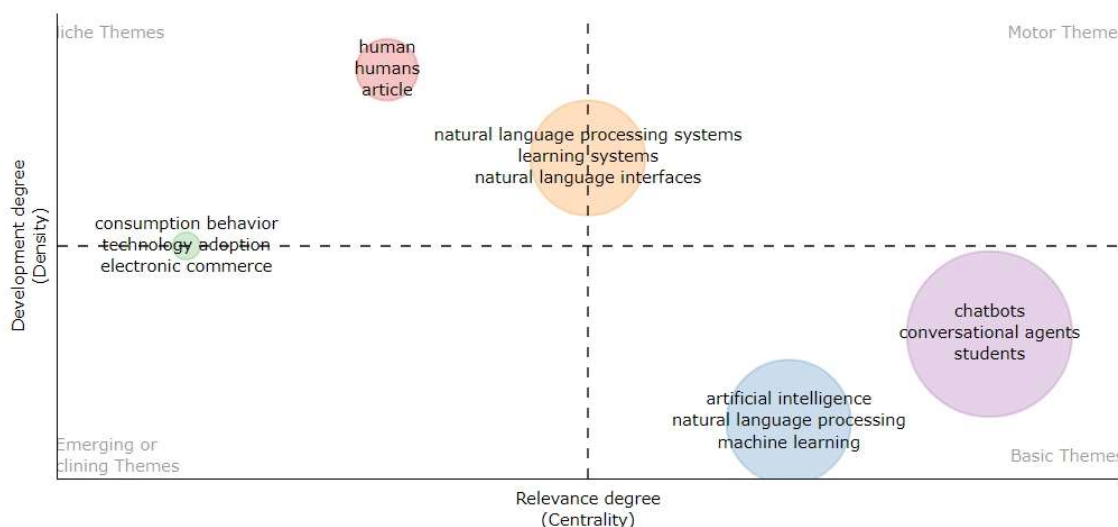 iche Themes
Motor Theme
human
humans
article
natural language processing systems
learning systems
natural language interfaces
consumption behavior
technology adoption
electronic commerce
Development degree
(Density)
chatbots
conversational agents
students
artificial intelligence
natural language processing
machine learning
Emerging or
clining Themes
Basic Themes
Relevance degree
(Centrality)